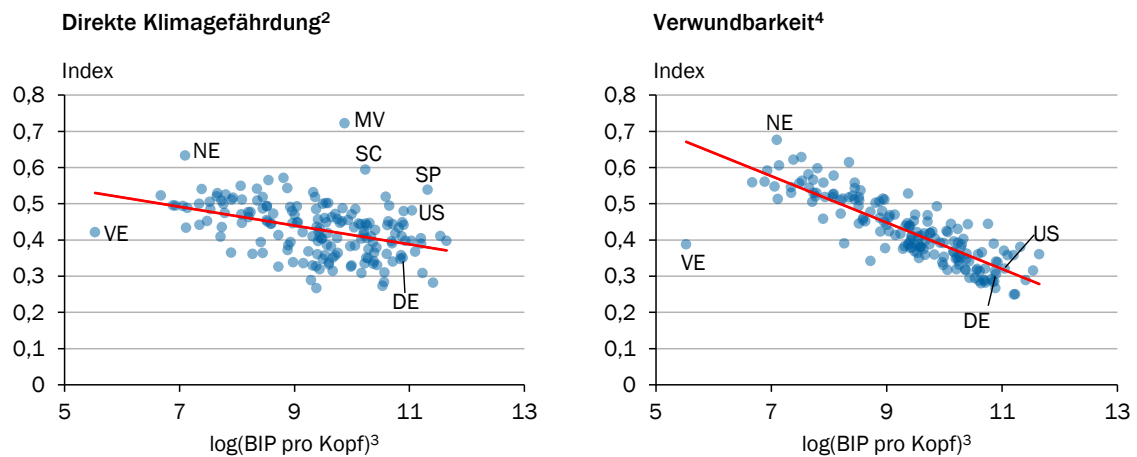 Direkte Klimagefährdung²
Index
0,8
0,7
0,6
0,5
0,4
0,3
0,2
0,1
0
MV
NE
SC
SP
US
VE
DE
5 7 9 11 13
log(BIP pro Kopf)³
Verwundbarkeit⁴
Index
0,8
0,7
0,6
0,5
0,4
0,3
0,2
0,1
0
NE
US
VE
DE
5 7 9 11 13
log(BIP pro Kopf)³